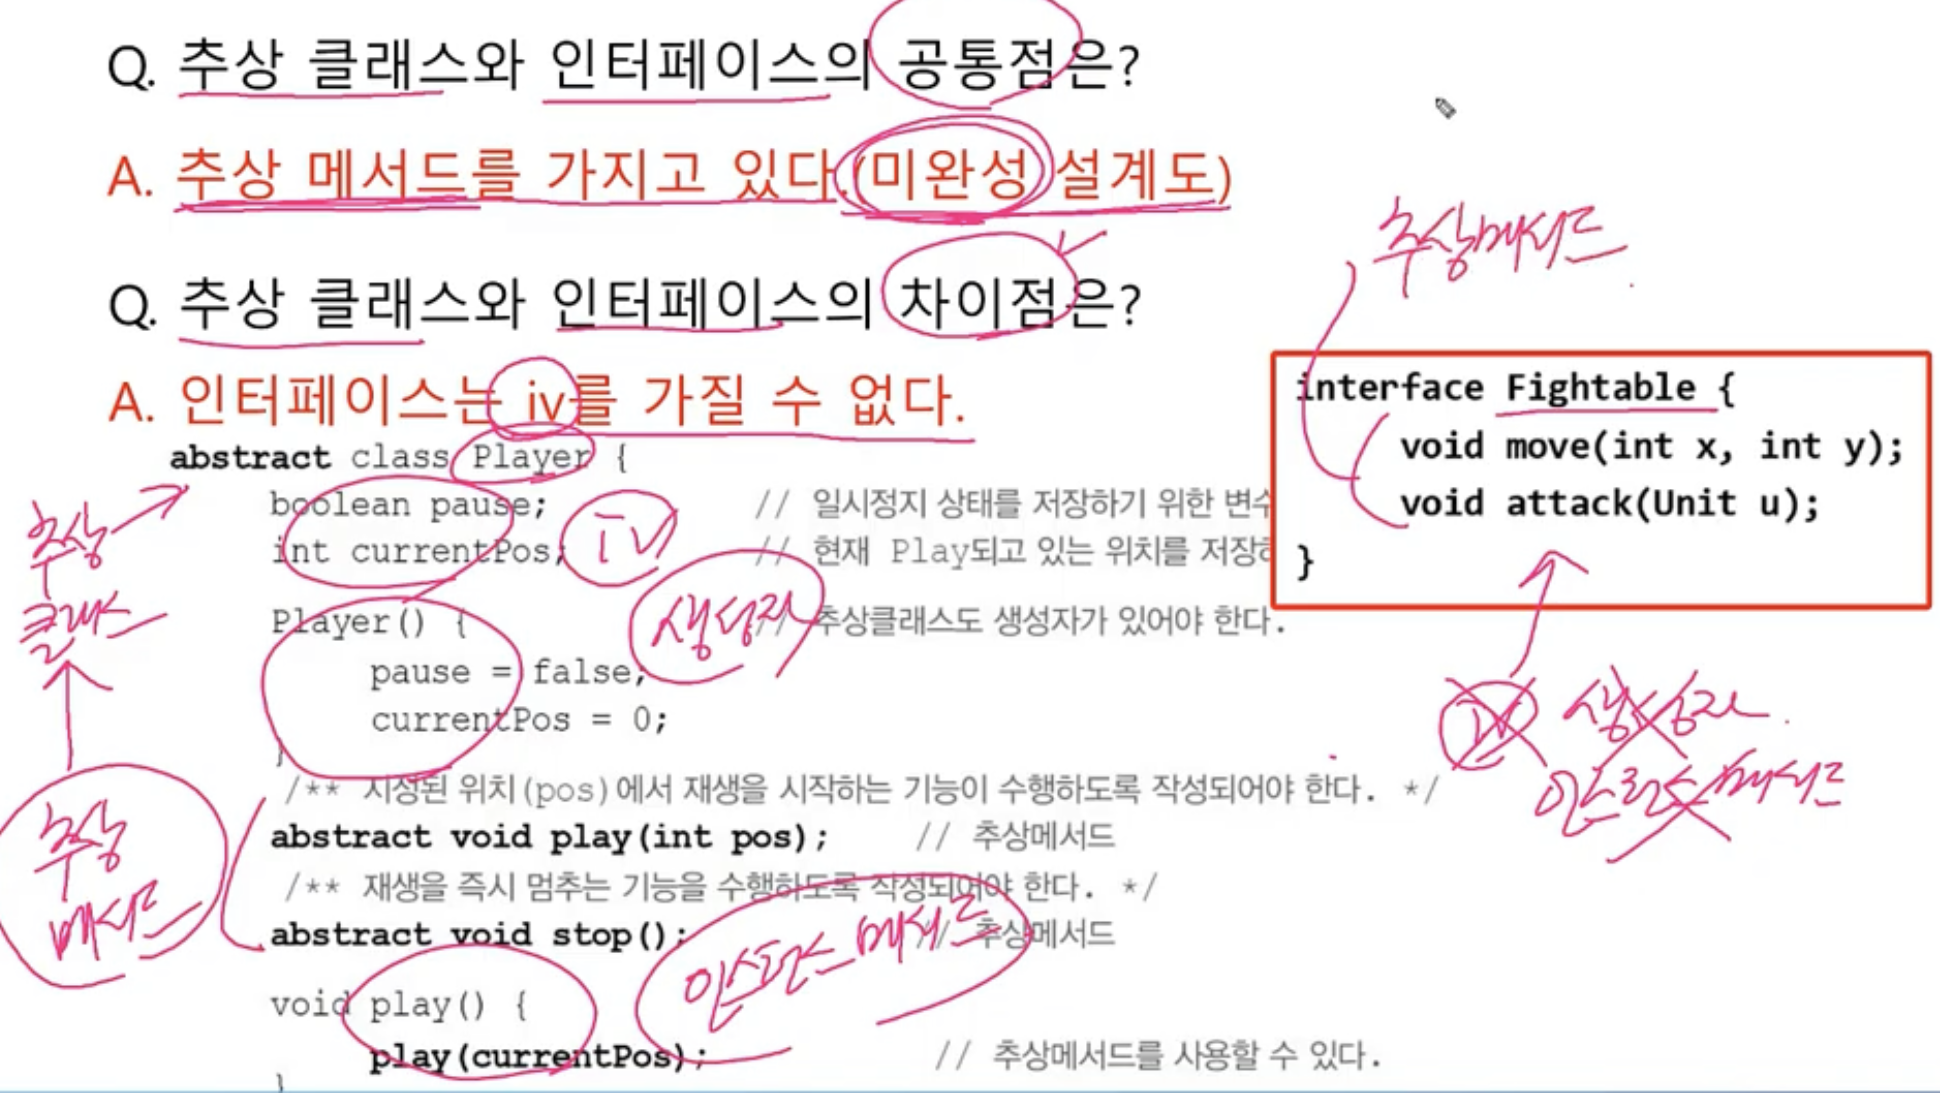 Q. 추상 클래스와 인터페이스의 공통점은?
A. 추상 메서드를 가지고 있다.(미완성 설계도)
추상메서드
Q. 추상 클래스와 인터페이스의 차이점은?
A. 인터페이스는 iv를 가질 수 없다.
interface Fightable {
void move(int x, int y);
void attack(Unit u);
}
abstract class Player {
boolean pause; // 일시정지 상태를 저장하기 위한 변수
int currentPos; // 현재 Play되고 있는 위치를 저장하
iv
추상
클래스
생성자
Player() { // 추상클래스도 생성자가 있어야 한다.
pause = false;
currentPos = 0;
}
iv 생성자
인스턴스 메서드
/** 지정된 위치(pos)에서 재생을 시작하는 기능이 수행하도록 작성되어야 한다. */
abstract void play(int pos); // 추상메서드
/** 재생을 즉시 멈추는 기능을 수행하도록 작성되어야 한다. */
abstract void stop(); // 추상메서드
추상
메서드
인스턴스 메서드
void play() {
play(currentPos); // 추상메서드를 사용할 수 있다.
}